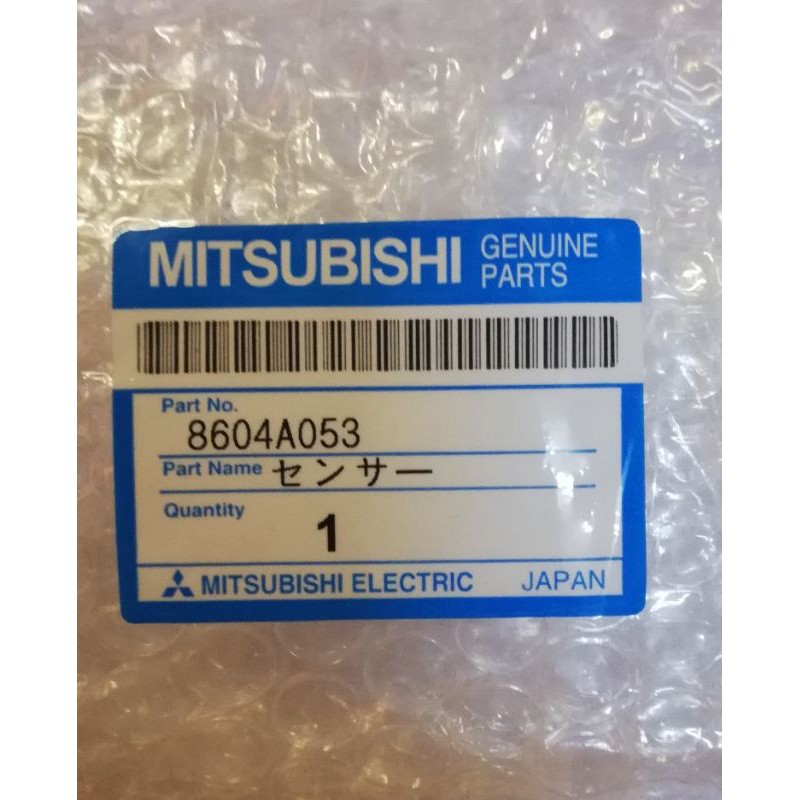 MITSUBISHI GENUINE PARTS
Part No.
8604A053
Part Name センサー
Quantity
1
MITSUBISHI ELECTRIC JAPAN